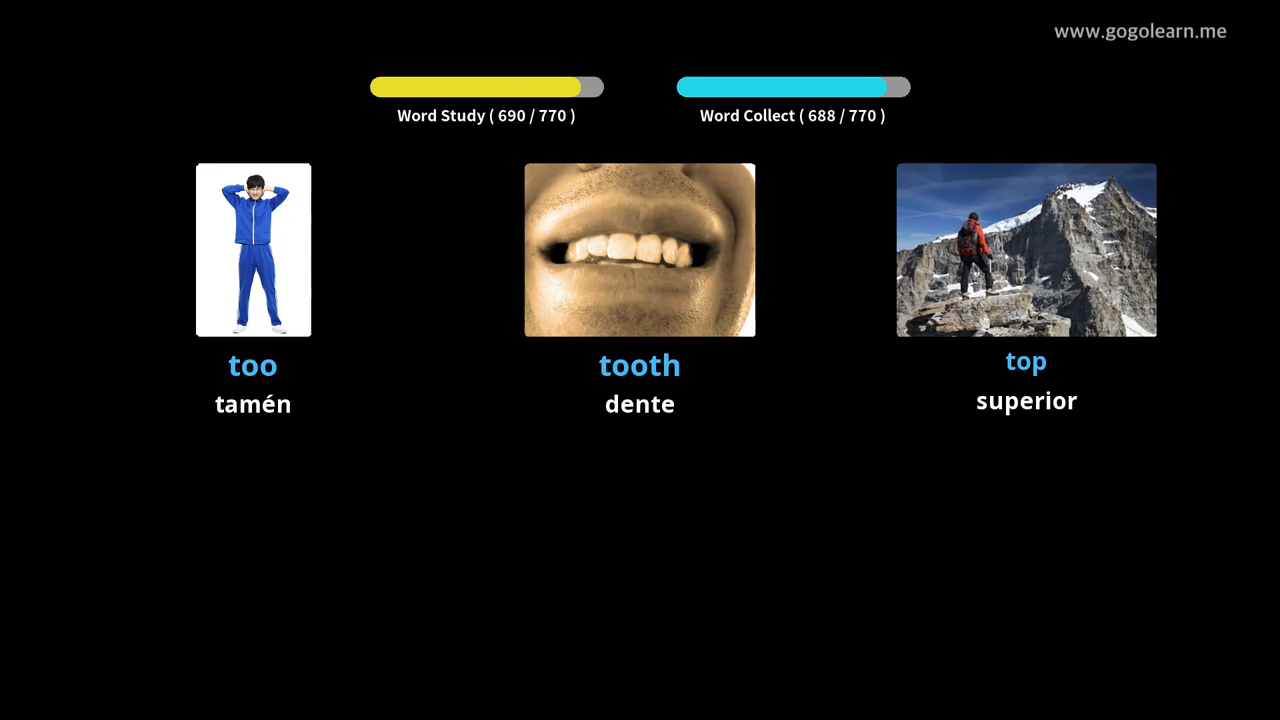 www.gogolearn.me
Word Study ( 690 / 770 )
Word Collect ( 688 / 770 )
too
tamén
tooth
dente
top
superior